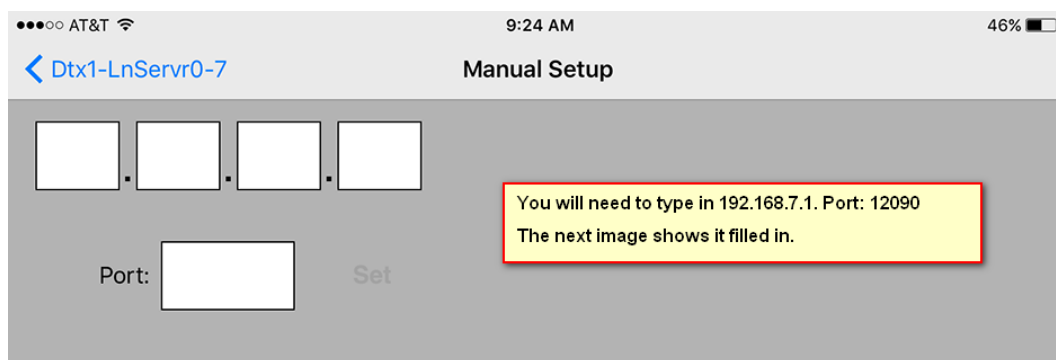 AT&T 9:24 AM 46%
Dtx1-LnServr0-7 Manual Setup
. . .
You will need to type in 192.168.7.1. Port: 12090
The next image shows it filled in.
Port: Set